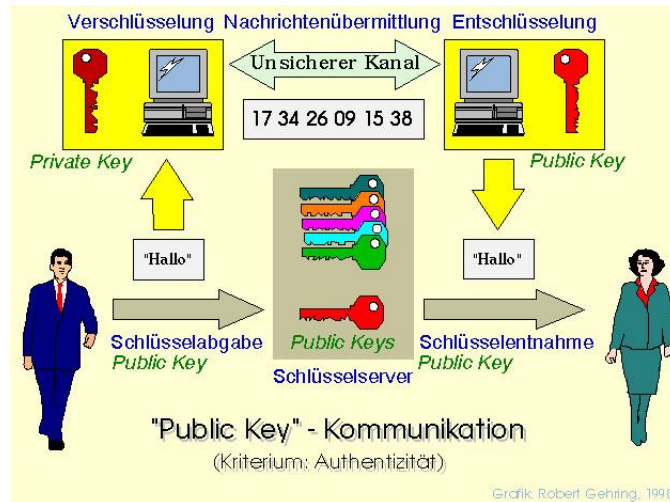 Verschlüsselung Nachrichtenübermittlung Entschlüsselung
Unsicherer Kanal
17 34 26 09 15 38
Private Key
Public Key
"Hallo"
"Hallo"
Schlüsselabgabe
Public Key
Public Keys
Schlüsselentnahme
Public Key
Schlüsselserver
"Public Key" - Kommunikation
(Kriterium: Authentizität)
Grafik: Robert Gehring, 1998